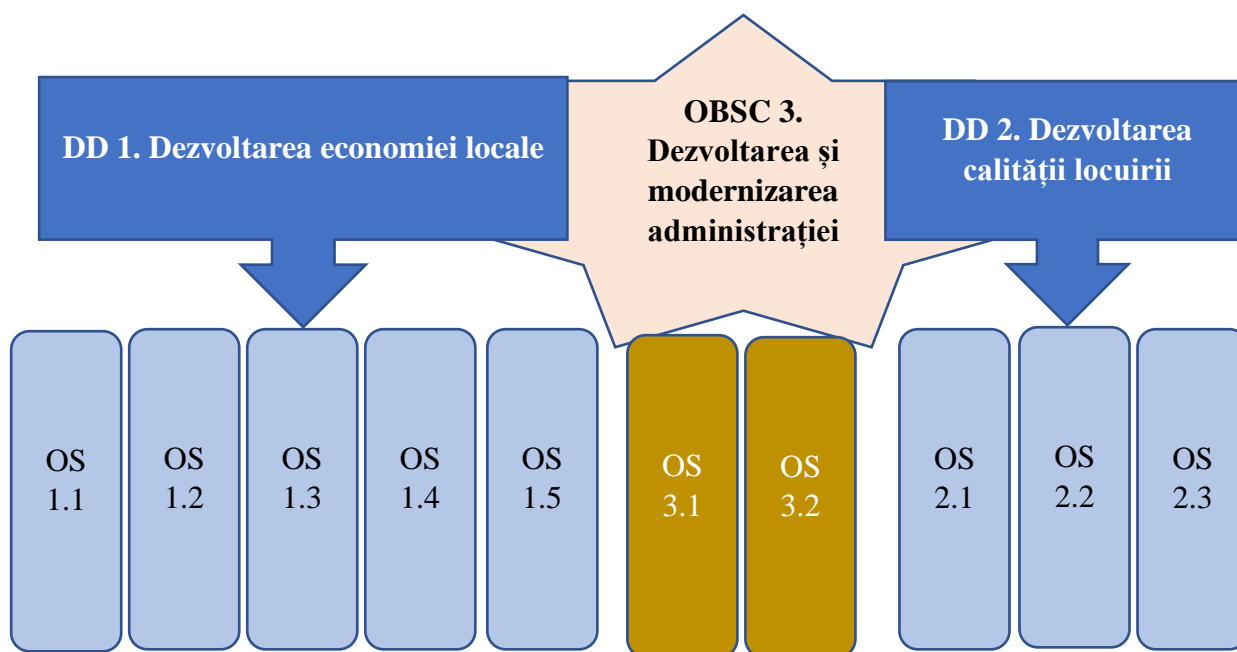 DD 1. Dezvoltarea economiei locale
OBSC 3.
Dezvoltarea și
modernizarea
administrației
DD 2. Dezvoltarea
calității locuirii
OS
1.1
OS
1.2
OS
1.3
OS
1.4
OS
1.5
OS
3.1
OS
3.2
OS
2.1
OS
2.2
OS
2.3